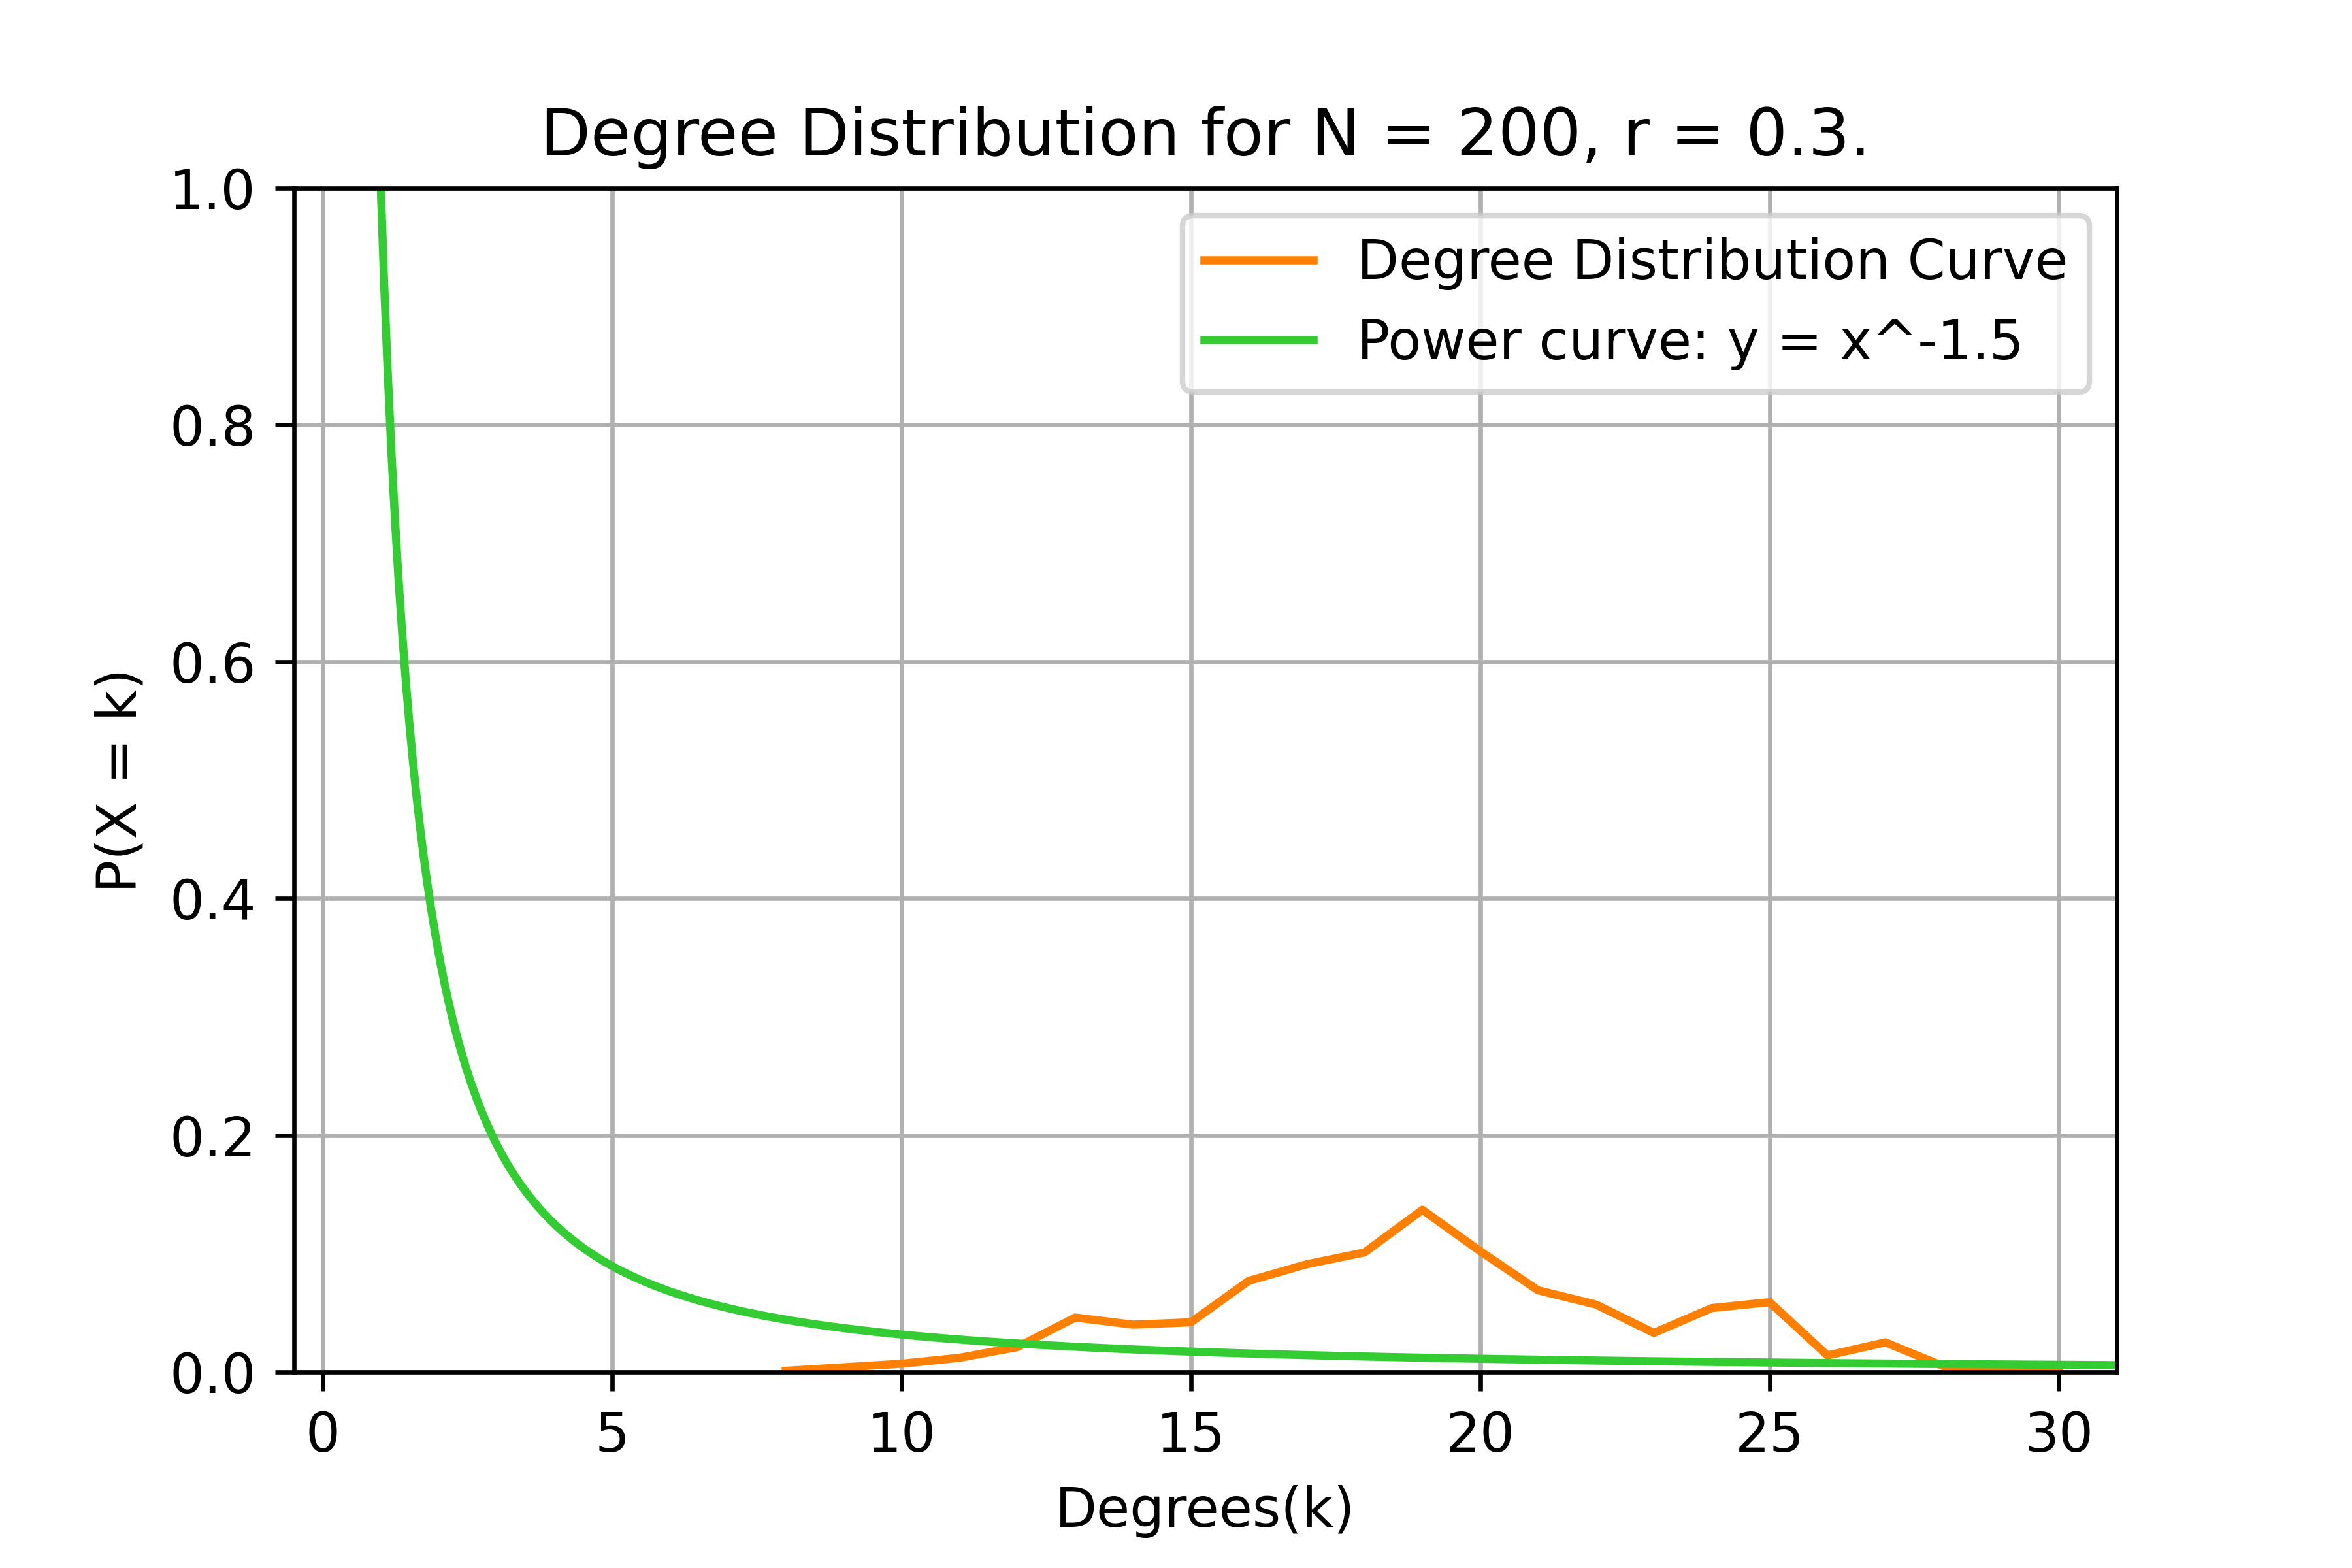 Degree Distribution for N = 200, r = 0.3.
1.0
0.8
0.6
0.4
0.2
0.0
P(X = k)
Degree Distribution Curve
Power curve: y = x^-1.5
0 5 10 15 20 25 30
Degrees(k)